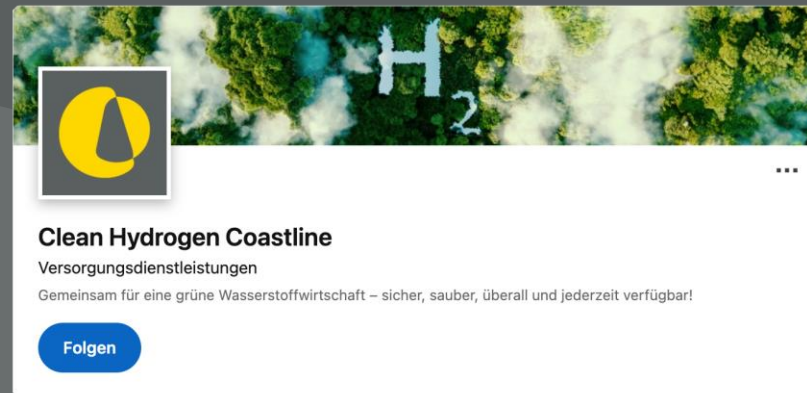 H2
Clean Hydrogen Coastline
Versorgungsdienstleistungen
Gemeinsam für eine grüne Wasserstoffwirtschaft – sicher, sauber, überall und jederzeit verfügbar!
Folgen